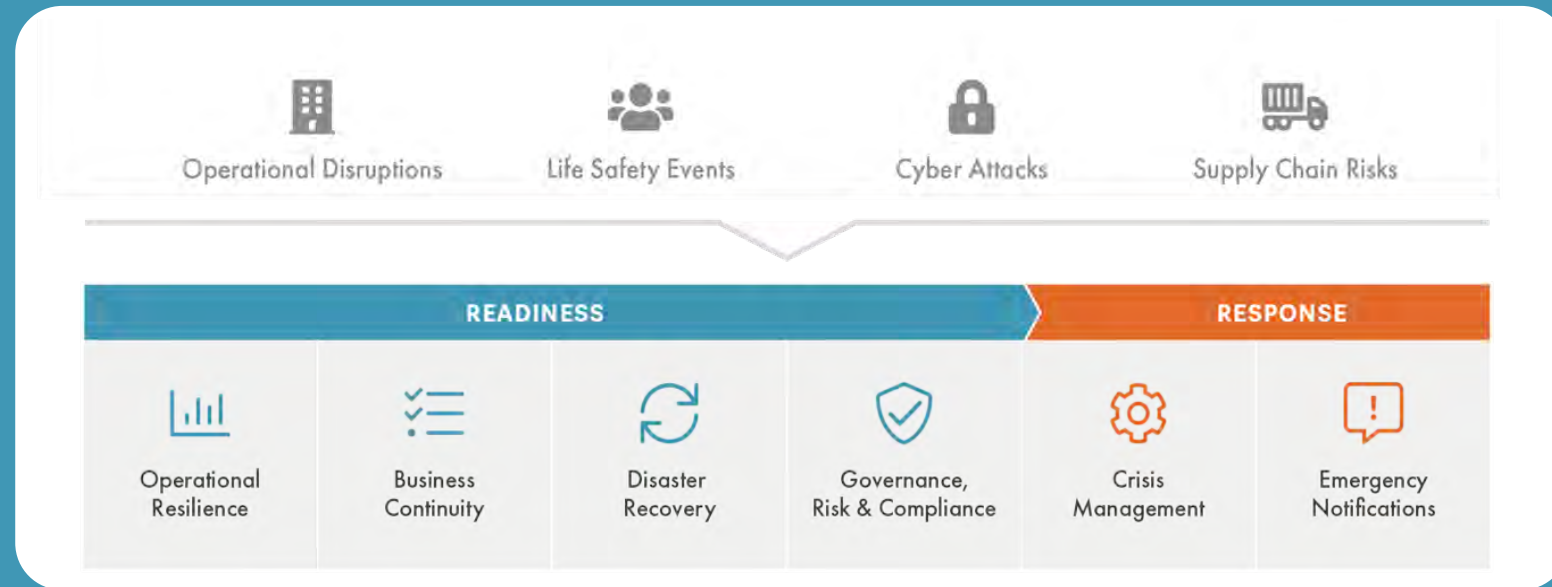 Operational Disruptions
Life Safety Events
Cyber Attacks
Supply Chain Risks
READINESS
RESPONSE
Operational
Resilience
Business
Continuity
Disaster
Recovery
Governance,
Risk & Compliance
Crisis
Management
Emergency
Notifications